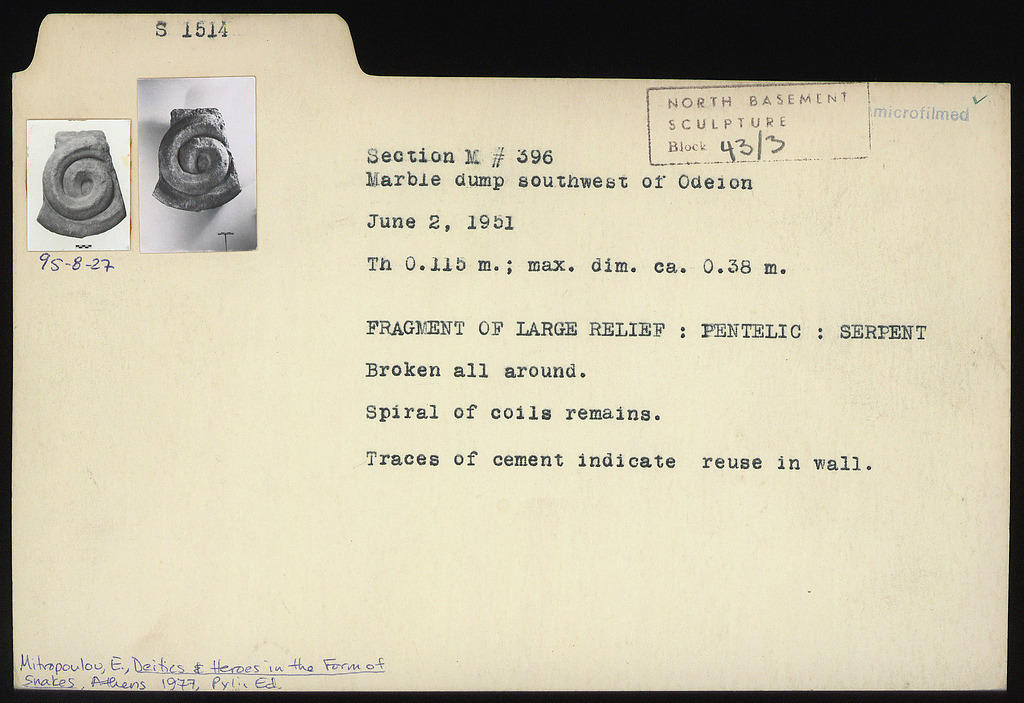 S 1514
NORTH BASEMENT
SCULPTURE
Block 43/3
microfilmed
Section M # 396
Marble dump southwest of Odeion
June 2, 1951
Th 0.115 m.; max. dim. ca. 0.38 m.
95-8-27
FRAGMENT OF LARGE RELIEF : PENTELIC : SERPENT
Broken all around.
Spiral of coils remains.
Traces of cement indicate reuse in wall.
Mitropoulou, E., Deities & Heroes in the Form of
Snakes, Athens 1977, Pyli Ed.